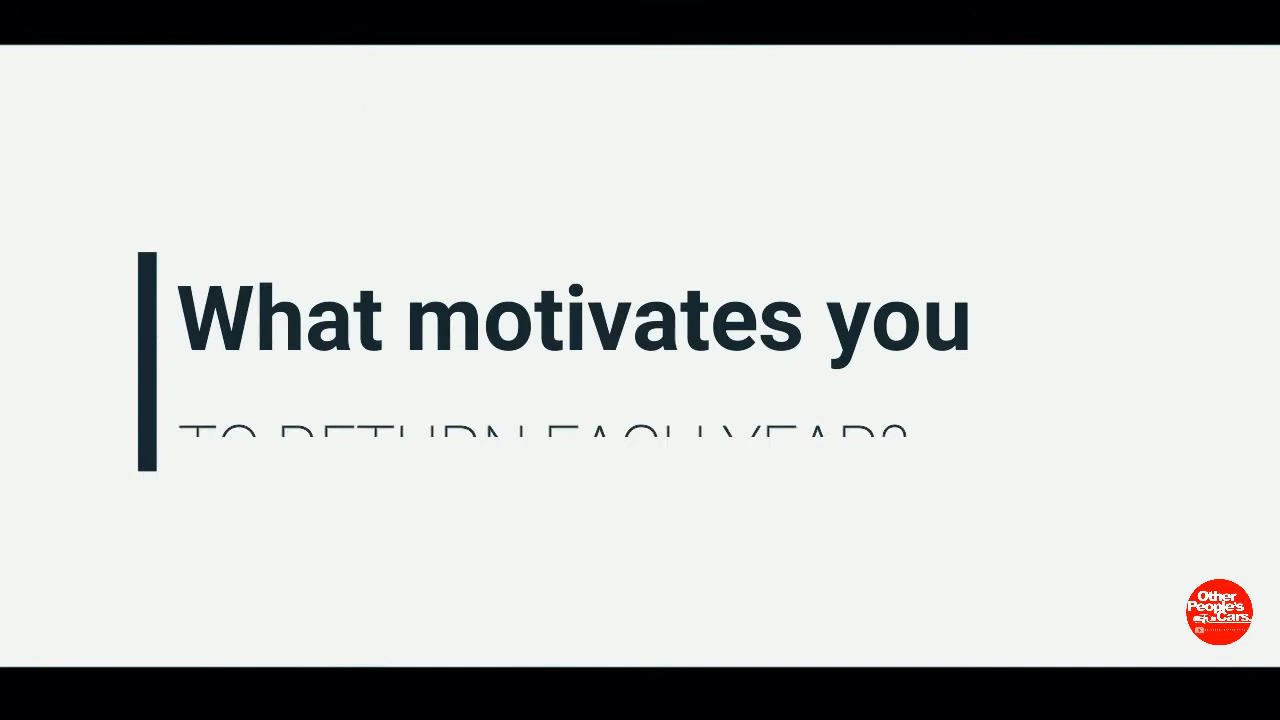 What motivates you
TO RETURN EACH YEAR?
Other
People's
Cars.